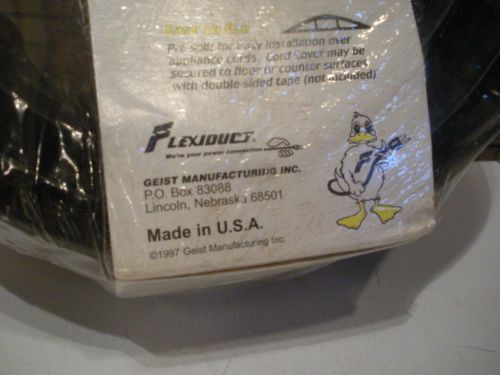 Pre-split for easy installation over
appliance cords. Cord Cover may be
secured to floor or counter surfaces
with double-sided tape (not included)
FLEXIDUCT®
We're your power connection
GEIST MANUFACTURING INC.
P.O. Box 83088
Lincoln, Nebraska 68501
Made in U.S.A.
©1997 Geist Manufacturing Inc.